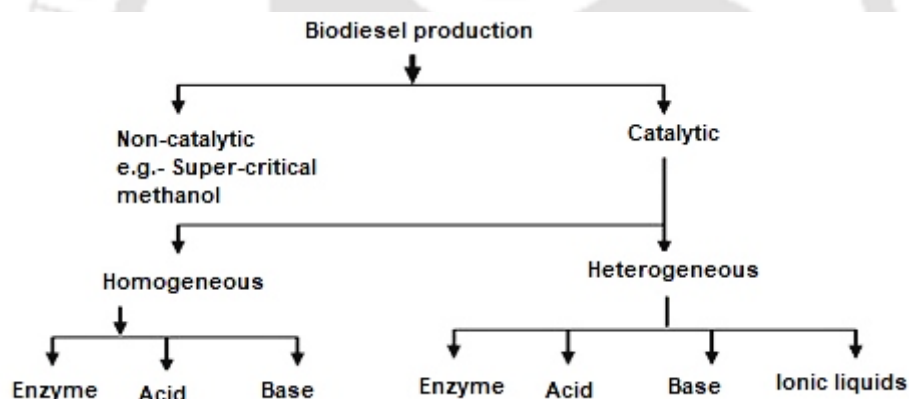 Biodiesel production
Non-catalytic
e.g.- Super-critical
methanol
Catalytic
Homogeneous
Heterogeneous
Enzyme
Acid
Base
Enzyme
Acid
Base
Ionic liquids